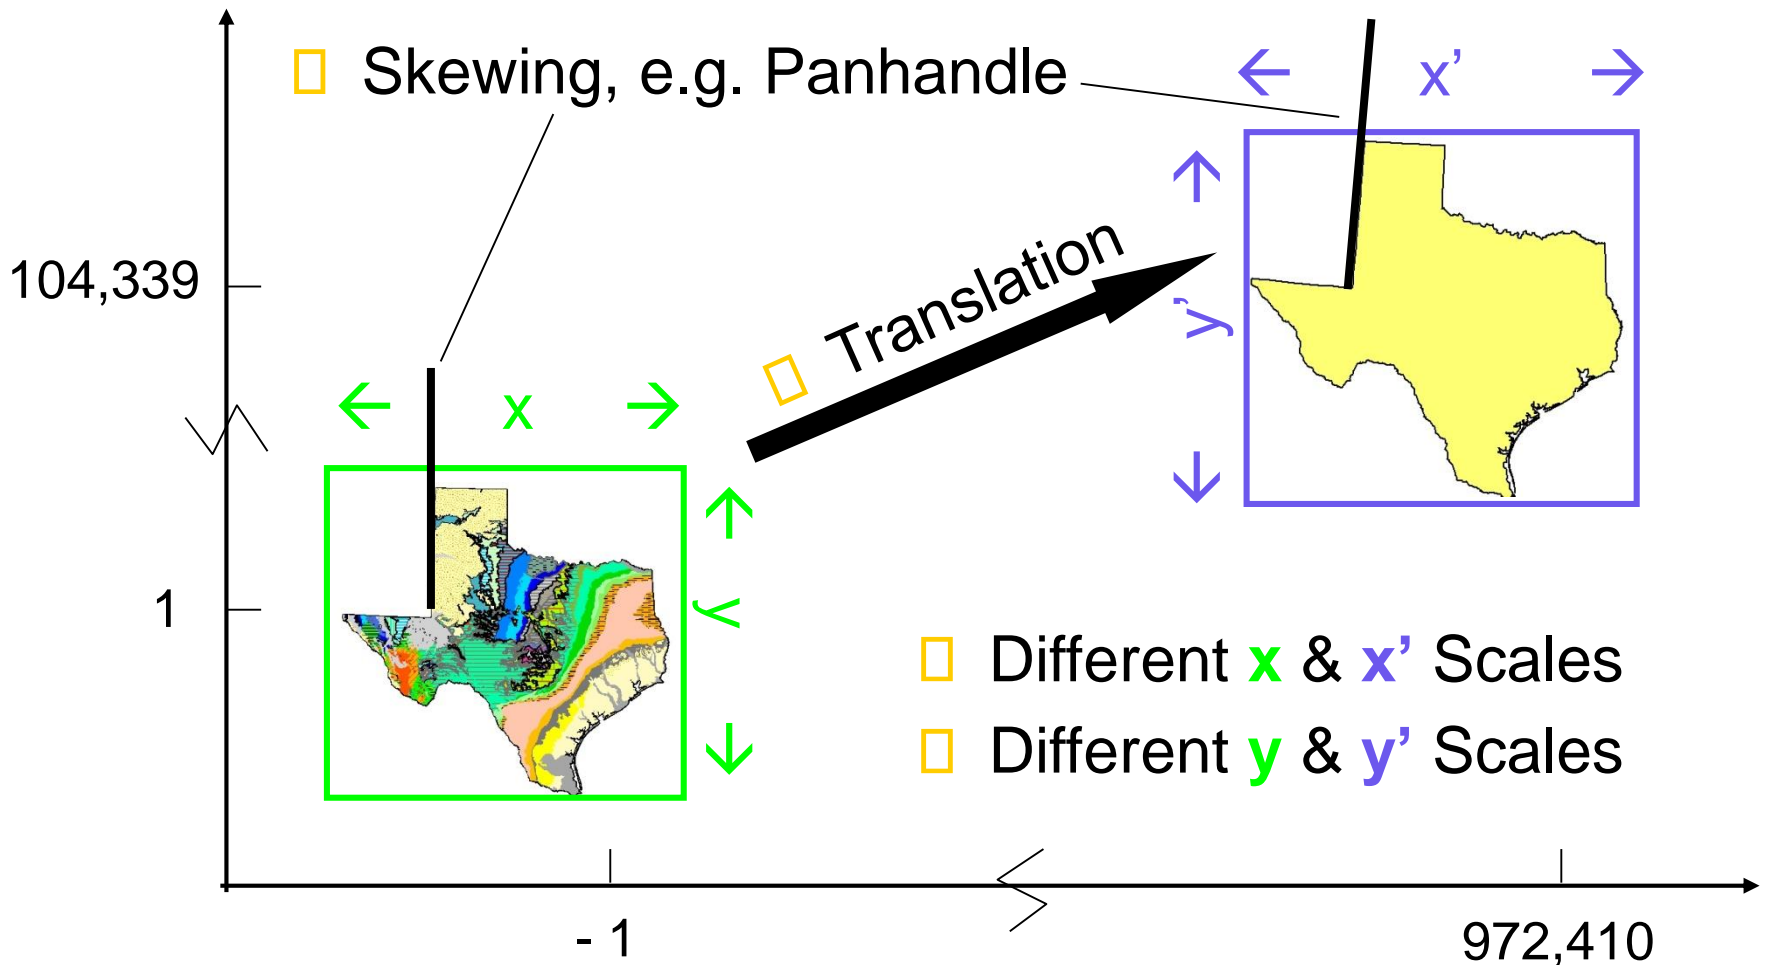 Skewing, e.g. Panhandle
x’
104,339
Translation
y’
x
1
y
Different x & x’ Scales
Different y & y’ Scales
- 1
972,410